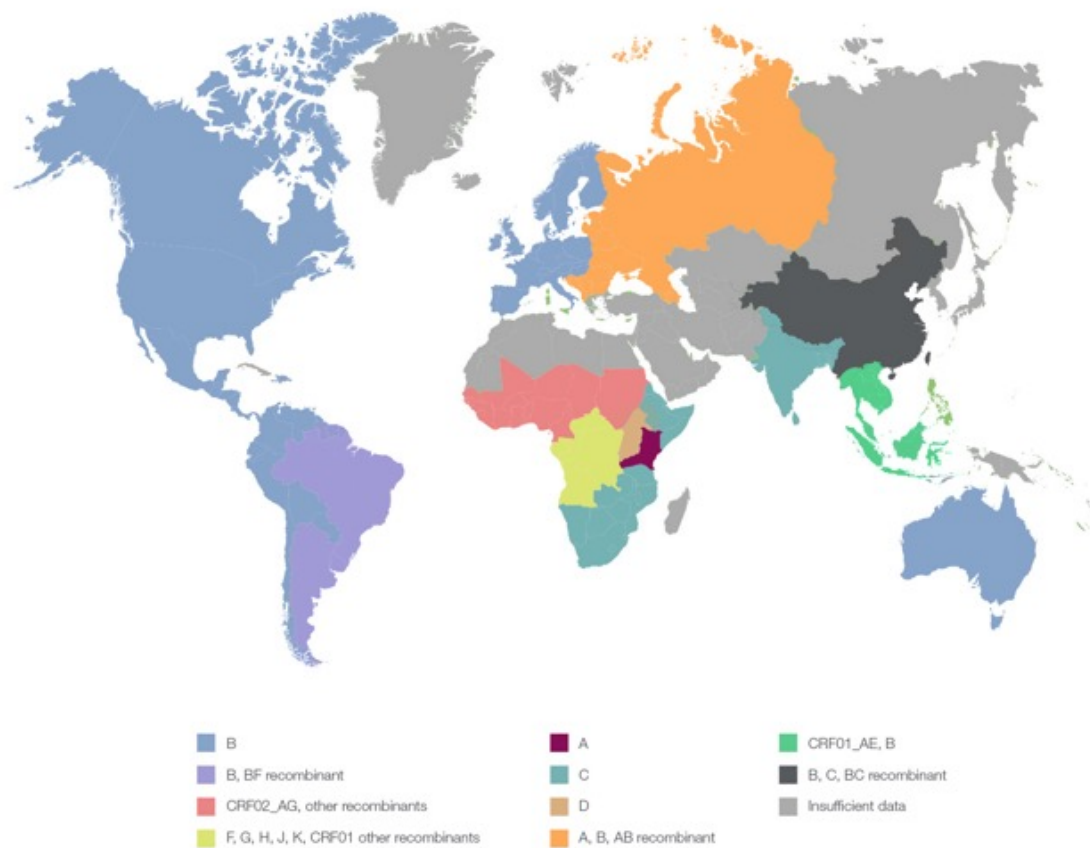 B
B, BF recombinant
CRF02_AG, other recombinants
F, G, H, J, K, CRF01 other recombinants
A
C
D
A, B, AB recombinant
CRF01_AE, B
B, C, BC recombinant
Insufficient data